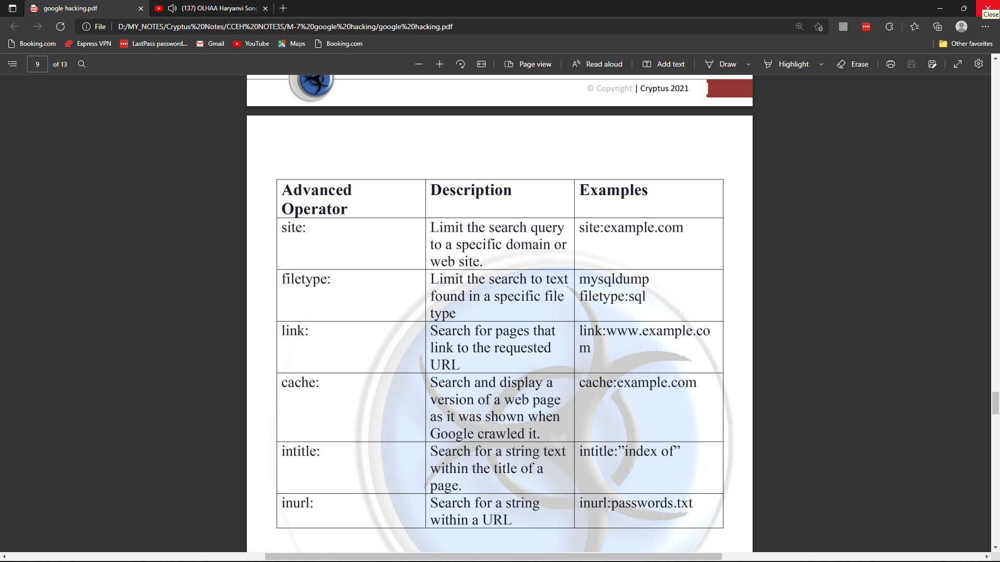 google hacking.pdf
(137) OLHAA Haryanvi Song
Close
File
D:/MY_NOTES/Cryptus%20Notes/CCEH%20NOTE3S/M-7%20google%20hacking/google%20hacking.pdf
Booking.com
Express VPN
LastPass password...
Gmail
YouTube
Maps
Booking.com
Other favorites
9 of 13
Page view
Read aloud
Add text
Draw
Highlight
Erase
© Copyright | Cryptus 2021
Advanced
Operator
Description
Examples
site:
Limit the search query
to a specific domain or
web site.
site:example.com
filetype:
Limit the search to text
found in a specific file
type
mysqldump
filetype:sql
link:
Search for pages that
link to the requested
URL
link:www.example.co
m
cache:
Search and display a
version of a web page
as it was shown when
Google crawled it.
cache:example.com
intitle:
Search for a string text
within the title of a
page.
intitle:”index of”
inurl:
Search for a string
within a URL
inurl:passwords.txt